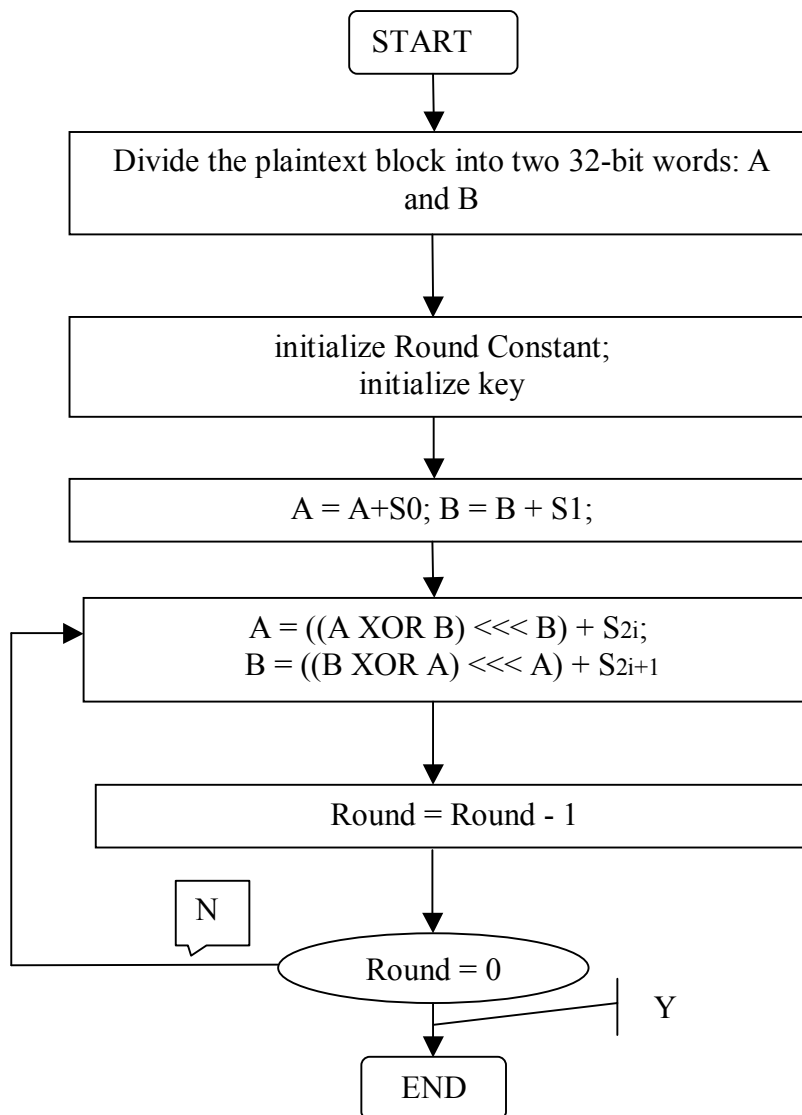 START
Divide the plaintext block into two 32-bit words: A
and B
initialize Round Constant;
initialize key
A = A+S0; B = B + S1;
A = ((A XOR B) <<< B) + S2i;
B = ((B XOR A) <<< A) + S2i+1
Round = Round - 1
N
Round = 0
Y
END